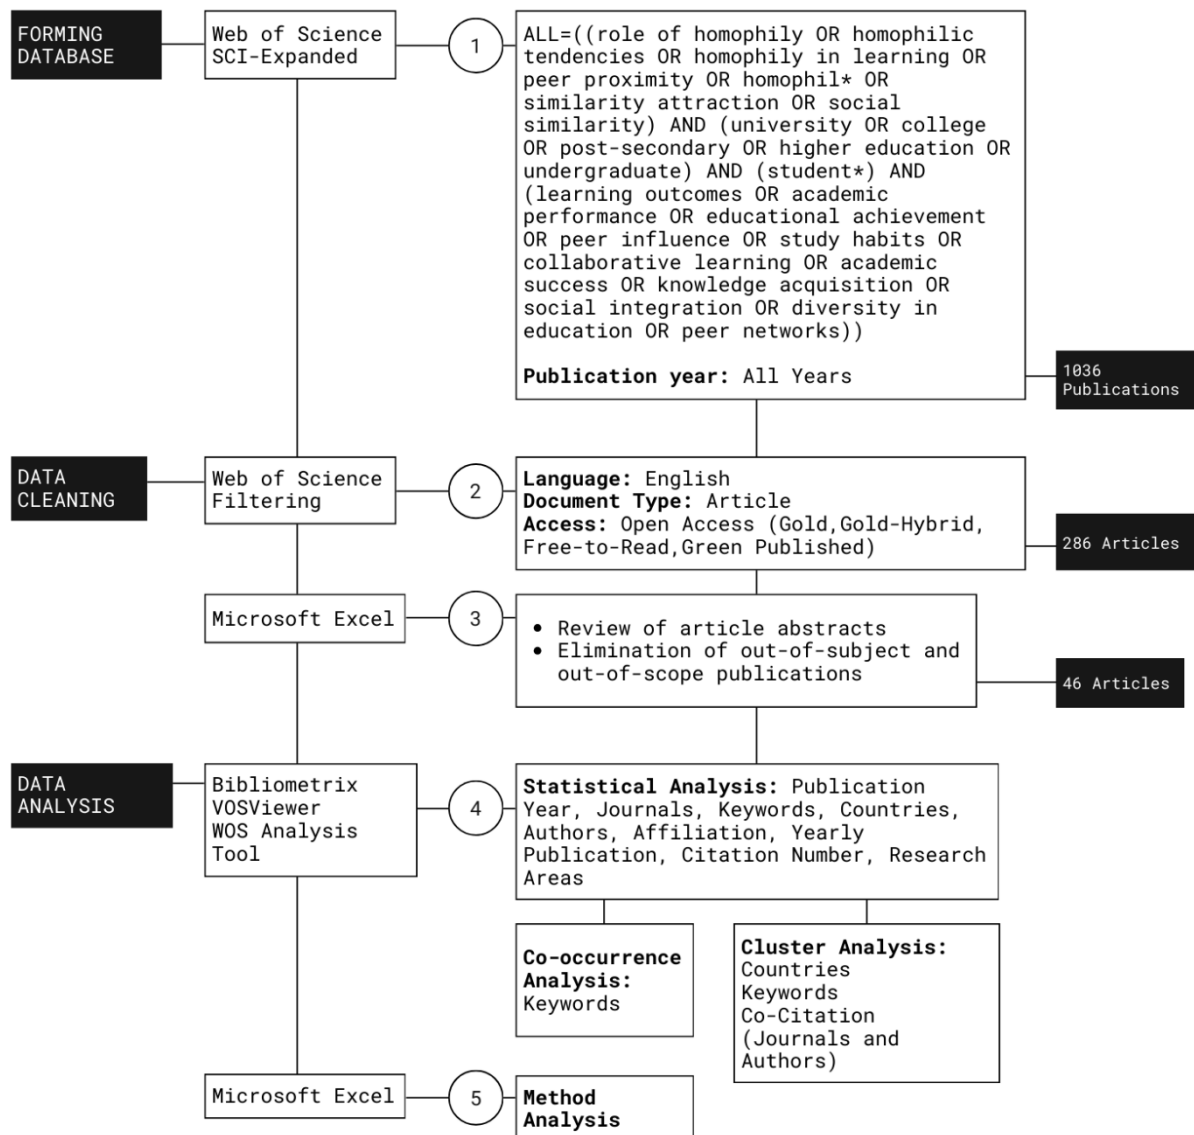 FORMING
DATABASE
Web of Science
SCI-Expanded
1
ALL=((role of homophily OR homophilic
tendencies OR homophily in learning OR
peer proximity OR homophil* OR
similarity attraction OR social
similarity) AND (university OR college
OR post-secondary OR higher education OR
undergraduate) AND (student*) AND
(learning outcomes OR academic
performance OR educational achievement
OR peer influence OR study habits OR
collaborative learning OR academic
success OR knowledge acquisition OR
social integration OR diversity in
education OR peer networks))
Publication year: All Years
1036
Publications
DATA
CLEANING
Web of Science
Filtering
2
Language: English
Document Type: Article
Access: Open Access (Gold,Gold-Hybrid,
Free-to-Read,Green Published)
286 Articles
Microsoft Excel
3
• Review of article abstracts
• Elimination of out-of-subject and
out-of-scope publications
46 Articles
DATA
ANALYSIS
Bibliometrix
VOSViewer
WOS Analysis
Tool
4
Statistical Analysis: Publication
Year, Journals, Keywords, Countries,
Authors, Affiliation, Yearly
Publication, Citation Number, Research
Areas
Co-occurrence
Analysis:
Keywords
Cluster Analysis:
Countries
Keywords
Co-Citation
(Journals and
Authors)
Microsoft Excel
5
Method
Analysis